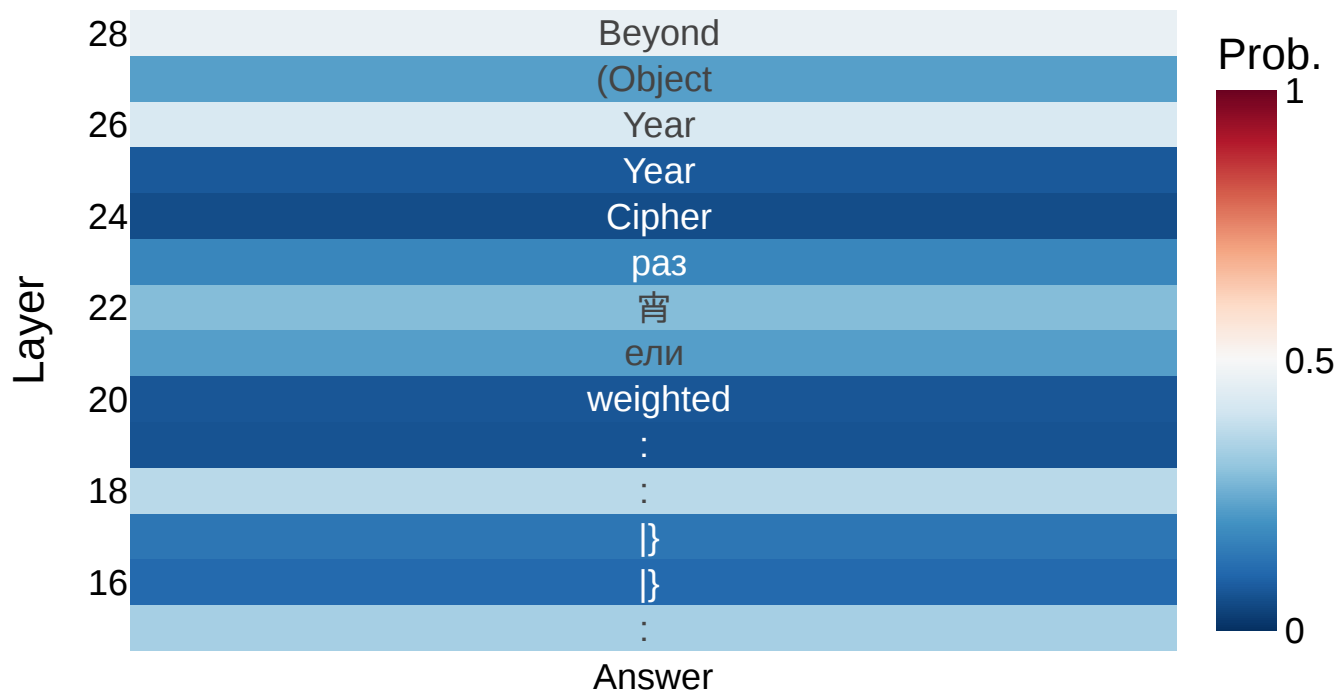 28 Beyond
(Object
26 Year
Year
24 Cipher
раз
22 宵
ели
20 weighted
:
18 :
|}
16 |}
:
Answer
Layer
Prob.
1
0.5
0